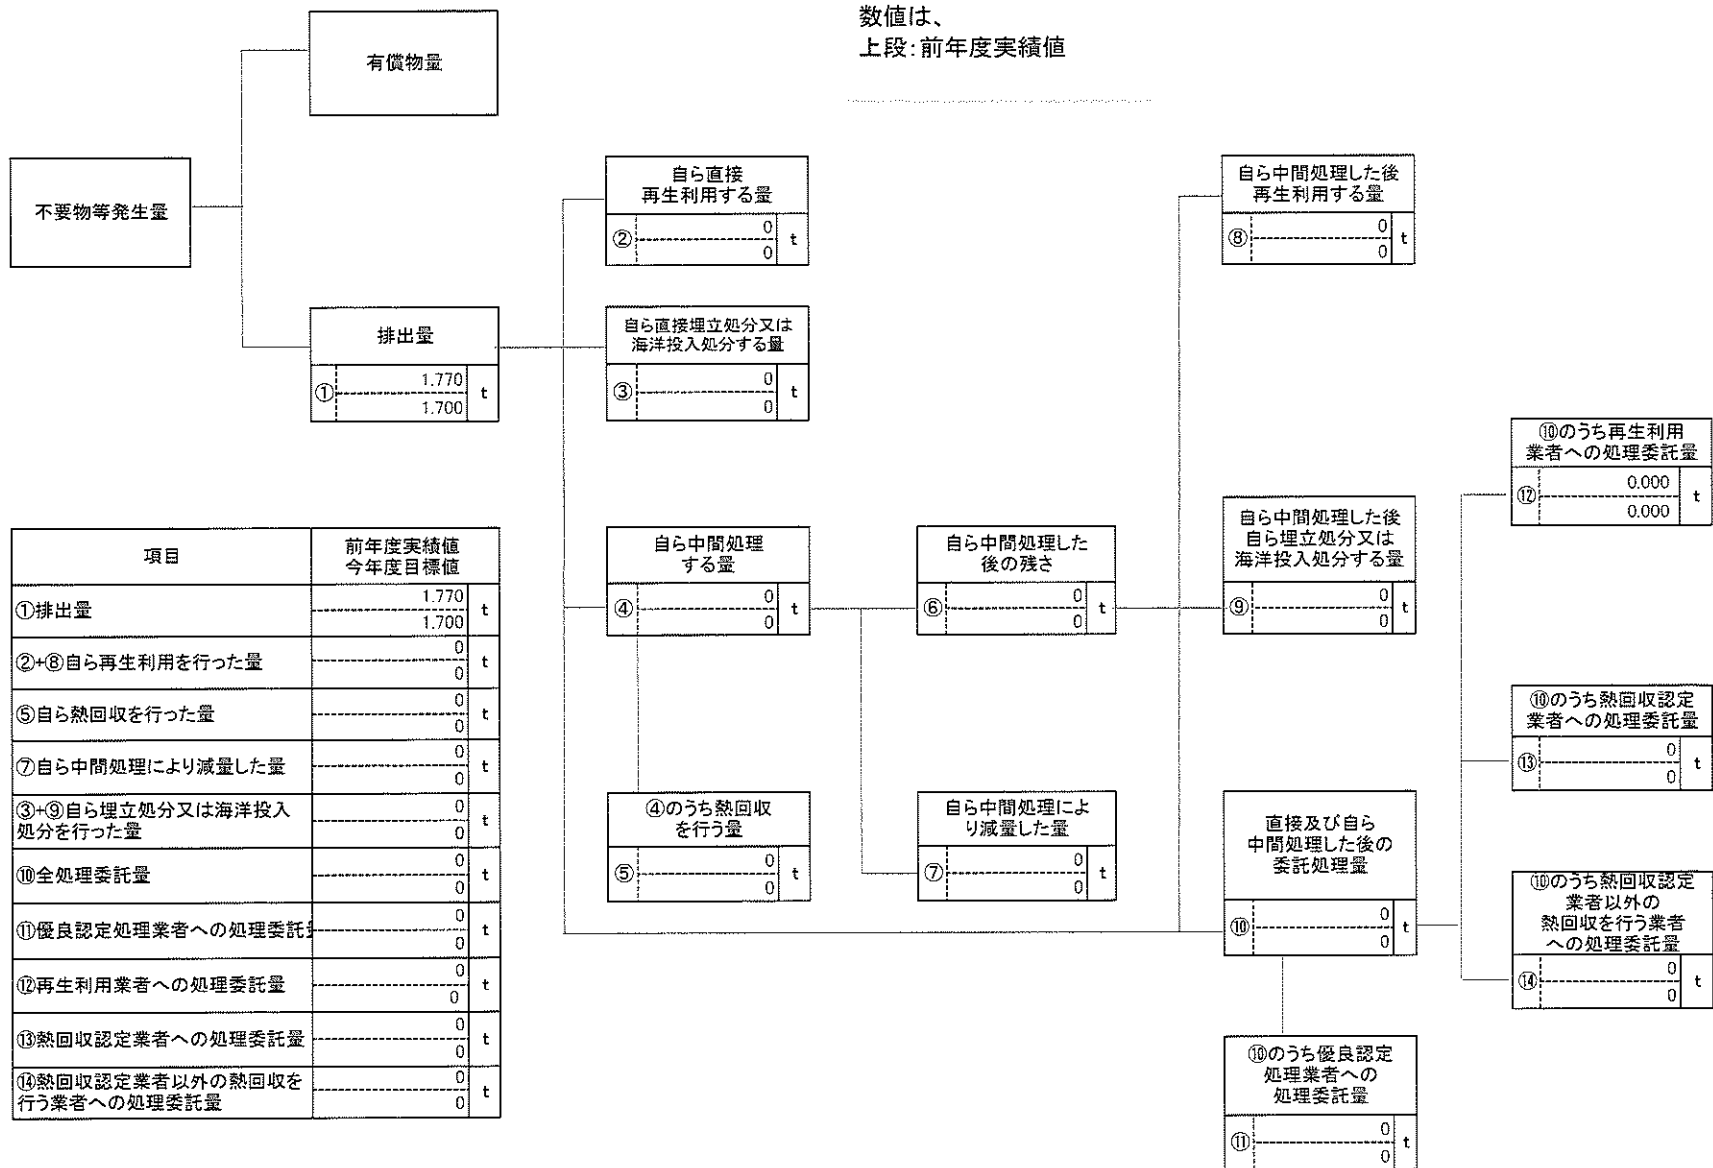 数値は、
上段:前年度実績値
有償物量
不要物等発生量
排出量
① 1.770 t
1.700
自ら直接
再生利用する量
② 0 t
0
自ら直接埋立処分又は
海洋投入処分する量
③ 0 t
0
自ら中間処理
する量
④ 0 t
0
④のうち熱回収
を行う量
⑤ 0 t
0
自ら中間処理した
後の残さ
⑥ 0 t
0
自ら中間処理によ
り減量した量
⑦ 0 t
0
自ら中間処理した後
再生利用する量
⑧ 0 t
0
自ら中間処理した後
自ら埋立処分又は
海洋投入処分する量
⑨ 0 t
0
直接及び自ら
中間処理した後の
委託処理量
⑩ 0 t
0
⑩のうち優良認定
処理業者への
処理委託量
⑪ 0 t
0
⑩のうち再生利用
業者への処理委託量
⑫ 0.000 t
0.000
⑩のうち熱回収認定
業者への処理委託量
⑬ 0 t
0
⑩のうち熱回収認定
業者以外の
熱回収を行う業者
への処理委託量
⑭ 0 t
0
項目 前年度実績値
今年度目標値
①排出量 1.770 t
1.700
②+⑧自ら再生利用を行った量 0 t
0
⑤自ら熱回収を行った量 0 t
0
⑦自ら中間処理により減量した量 0 t
0
③+⑨自ら埋立処分又は海洋投入 0 t
処分を行った量 0
⑩全処理委託量 0 t
0
⑪優良認定処理業者への処理委託 0 t
0
⑫再生利用業者への処理委託量 0 t
0
⑬熱回収認定業者への処理委託量 0 t
0
⑭熱回収認定業者以外の熱回収を 0 t
行う業者への処理委託量 0